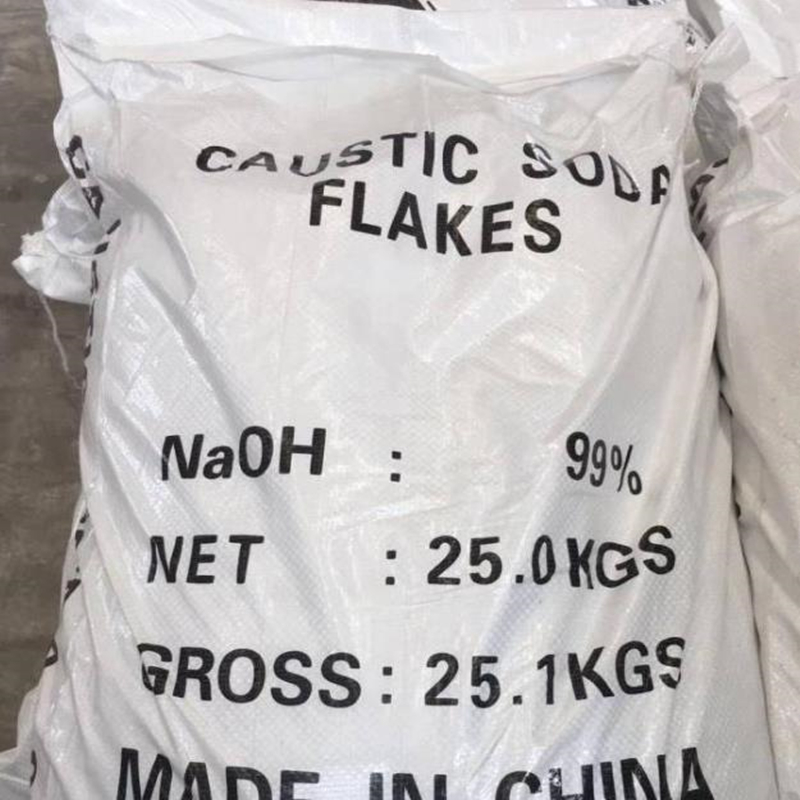 CAUSTIC SODA
FLAKES
NaOH : 99%
NET : 25.0KGS
GROSS : 25.1KGS
MADE IN CHINA